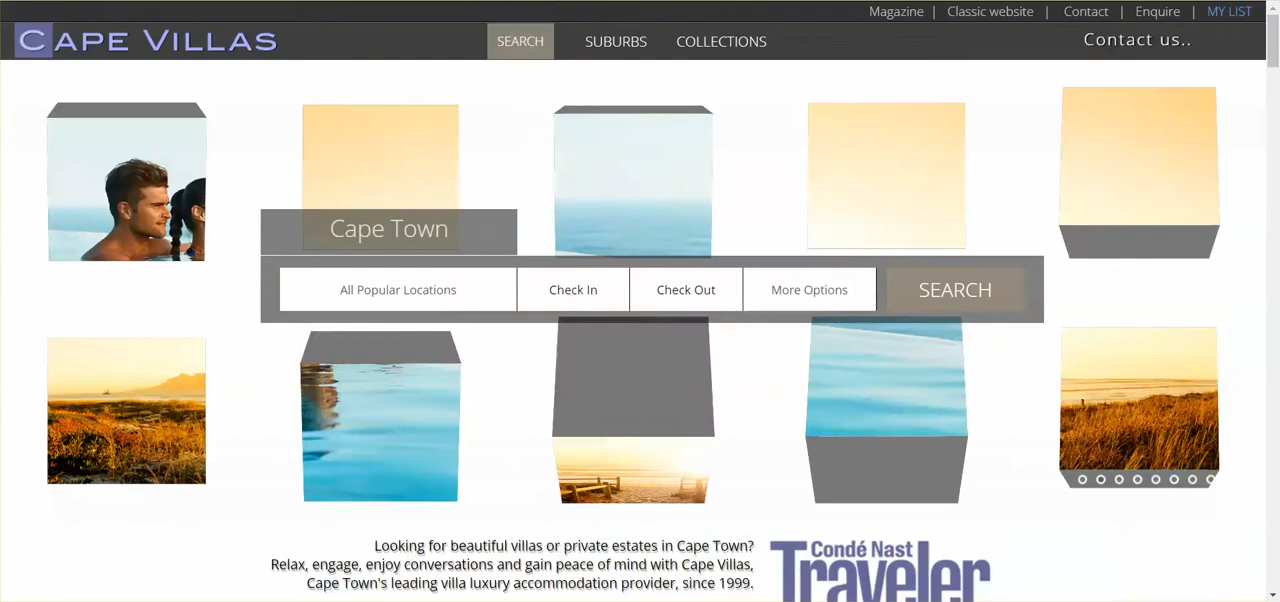 Magazine | Classic website | Contact | Enquire | MY LIST
CAPE VILLAS
SEARCH SUBURBS COLLECTIONS
Contact us..
Cape Town
All Popular Locations Check In Check Out More Options SEARCH
Looking for beautiful villas or private estates in Cape Town?
Relax, engage, enjoy conversations and gain peace of mind with Cape Villas,
Cape Town's leading villa luxury accommodation provider, since 1999.
Condé Nast
Traveler